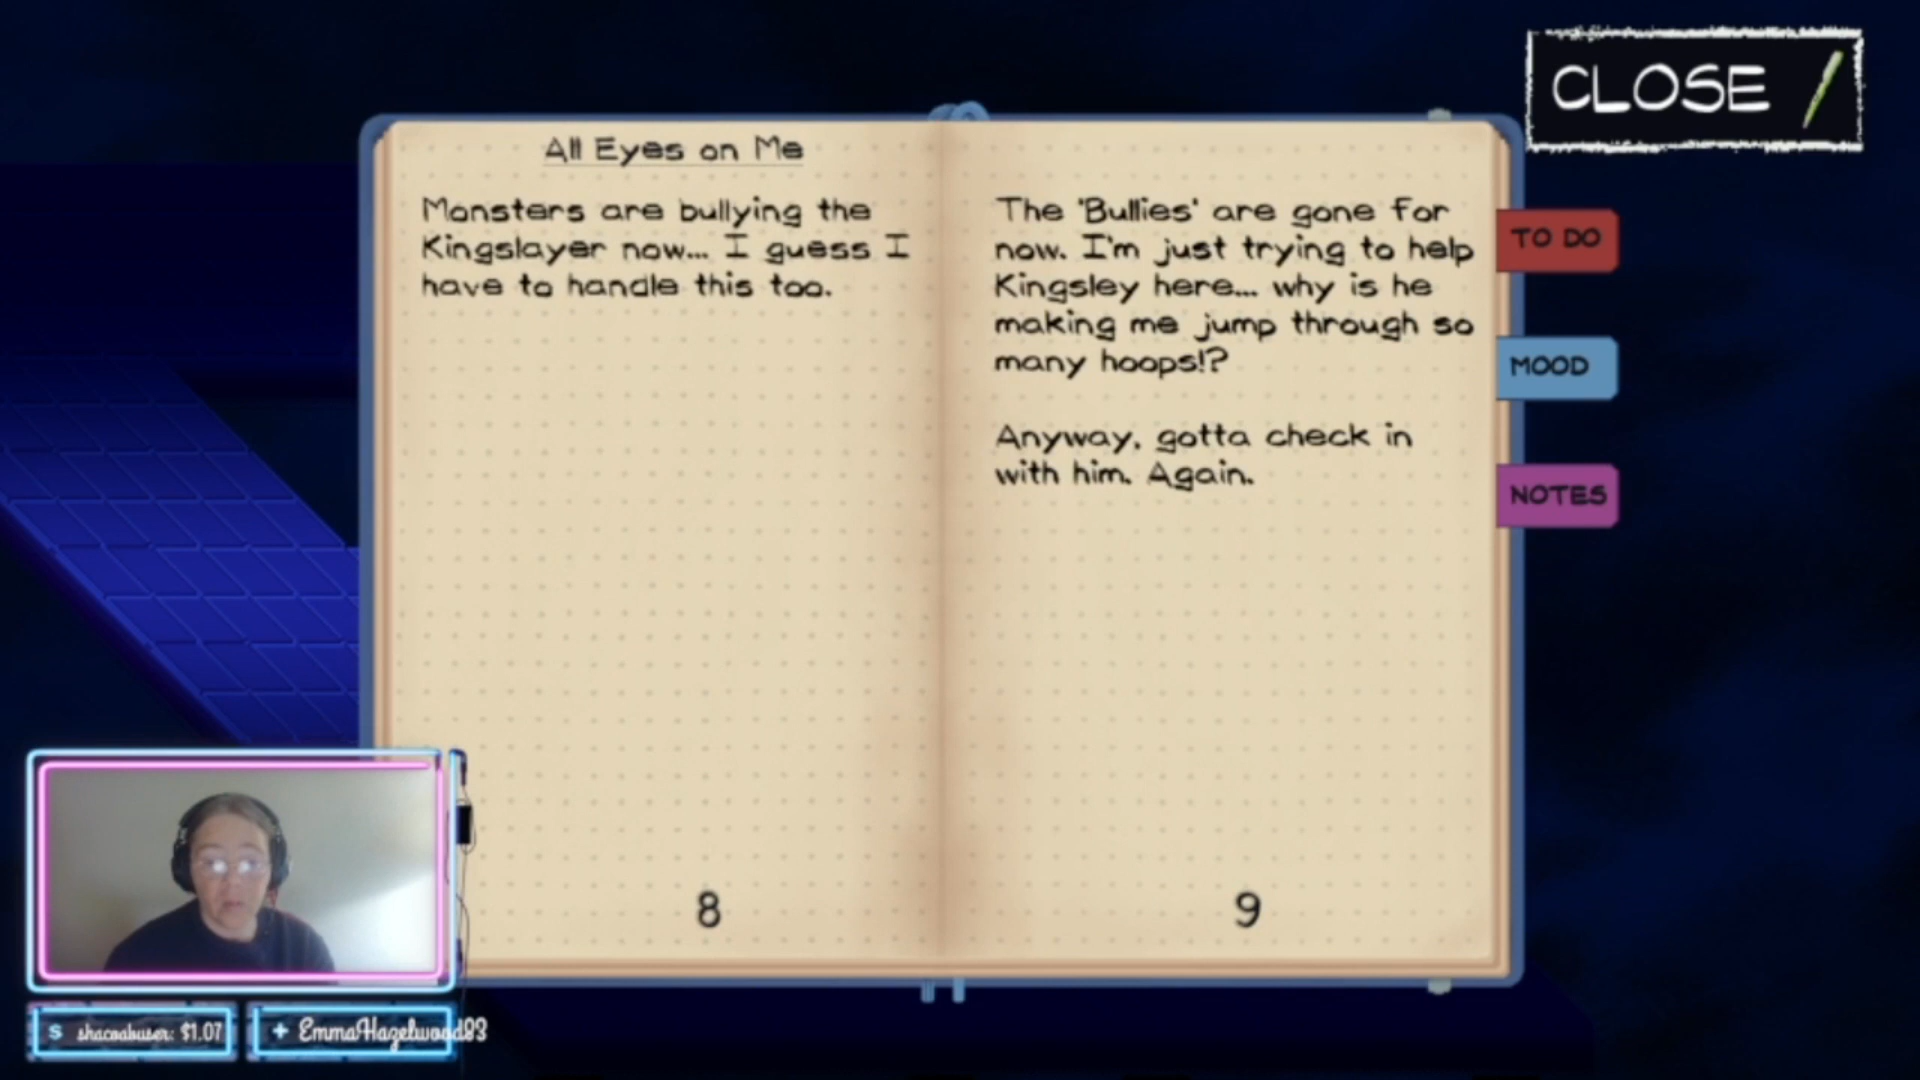 CLOSE
All Eyes on Me
Monsters are bullying the
Kingslayer now... I guess I
have to handle this too.
The 'Bullies' are gone for
now. I'm just trying to help
Kingsley here... why is he
making me jump through so
many hoops!?
Anyway, gotta check in
with him. Again.
TO DO
MOOD
NOTES
8
9
S shacoabuser: $1.07
+ EmmaHazelwood83